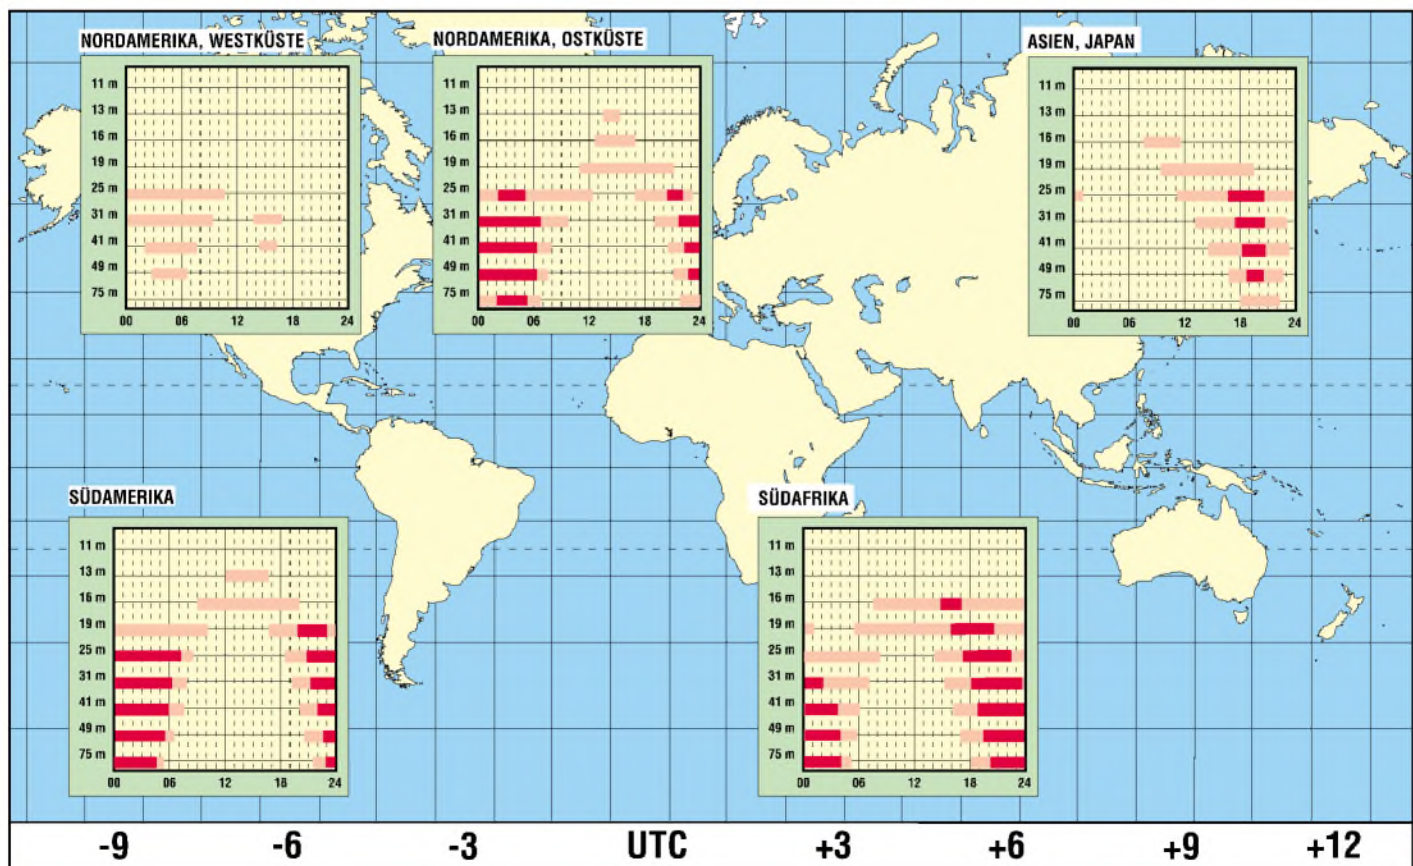 NORDAMERIKA, WESTKÜSTE
11 m
13 m
16 m
19 m
25 m
31 m
41 m
49 m
75 m
00 06 12 18 24
NORDAMERIKA, OSTKÜSTE
11 m
13 m
16 m
19 m
25 m
31 m
41 m
49 m
75 m
00 06 12 18 24
ASIEN, JAPAN
11 m
13 m
16 m
19 m
25 m
31 m
41 m
49 m
75 m
00 06 12 18 24
SÜDAMERIKA
11 m
13 m
16 m
19 m
25 m
31 m
41 m
49 m
75 m
00 06 12 18 24
SÜDAFRIKA
11 m
13 m
16 m
19 m
25 m
31 m
41 m
49 m
75 m
00 06 12 18 24
-9 -6 -3 UTC +3 +6 +9 +12